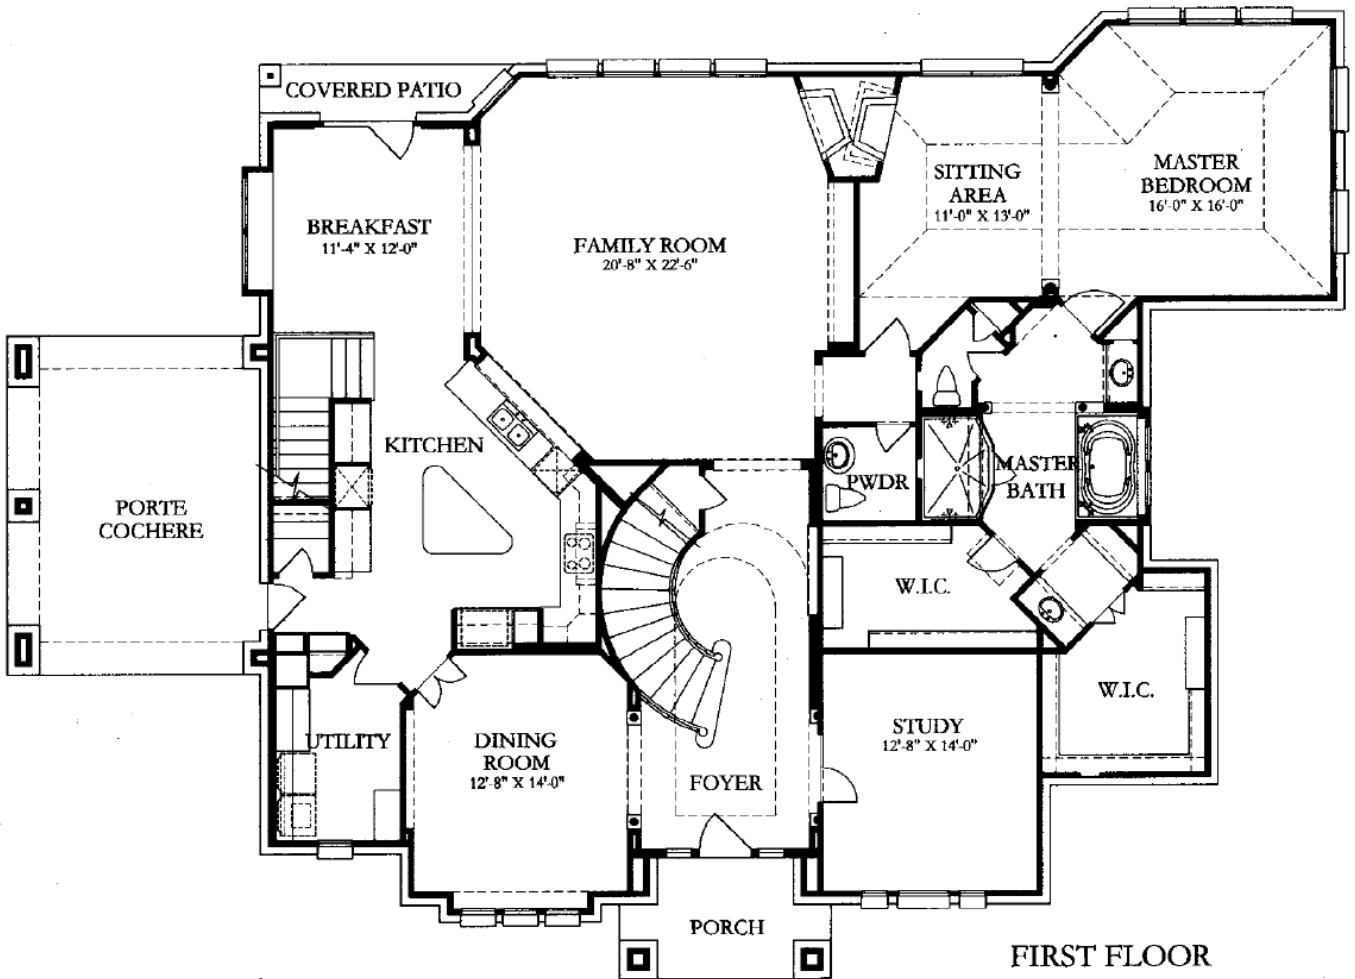 COVERED PATIO
BREAKFAST
11'-4" X 12'-0"
FAMILY ROOM
20'-8" X 22'-6"
SITTING
AREA
11'-0" X 13'-0"
MASTER
BEDROOM
16'-0" X 16'-0"
KITCHEN
PORTE
COCHERE
PWDR
MASTER
BATH
W.I.C.
W.I.C.
UTILITY
DINING
ROOM
12'-8" X 14'-0"
FOYER
STUDY
12'-8" X 14'-0"
PORCH
FIRST FLOOR